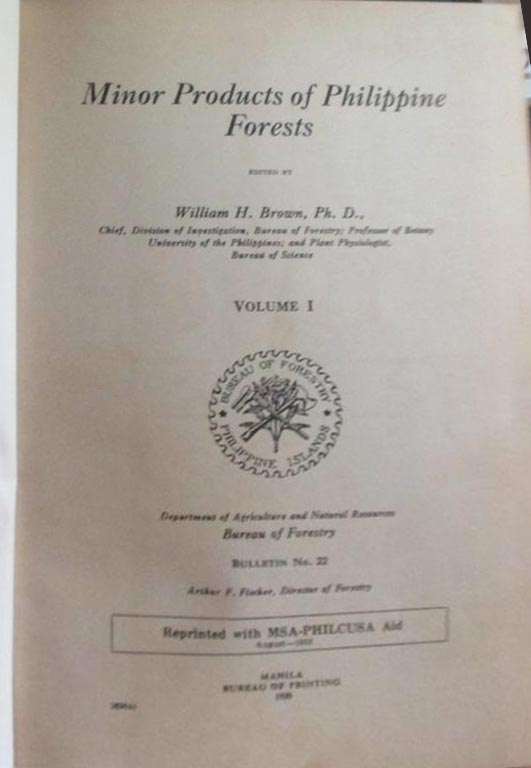 Minor Products of Philippine
Forests
EDITED BY
William H. Brown, Ph. D.,
Chief, Division of Investigation, Bureau of Forestry; Professor of Botany
University of the Philippines; and Plant Physiologist,
Bureau of Science
VOLUME I
BUREAU OF FORESTRY
PHILIPPINE ISLANDS
Department of Agriculture and Natural Resources
Bureau of Forestry
BULLETIN No. 22
Arthur F. Fischer, Director of Forestry
Reprinted with MSA-PHILCUSA Aid
August
MANILA
BUREAU OF PRINTING